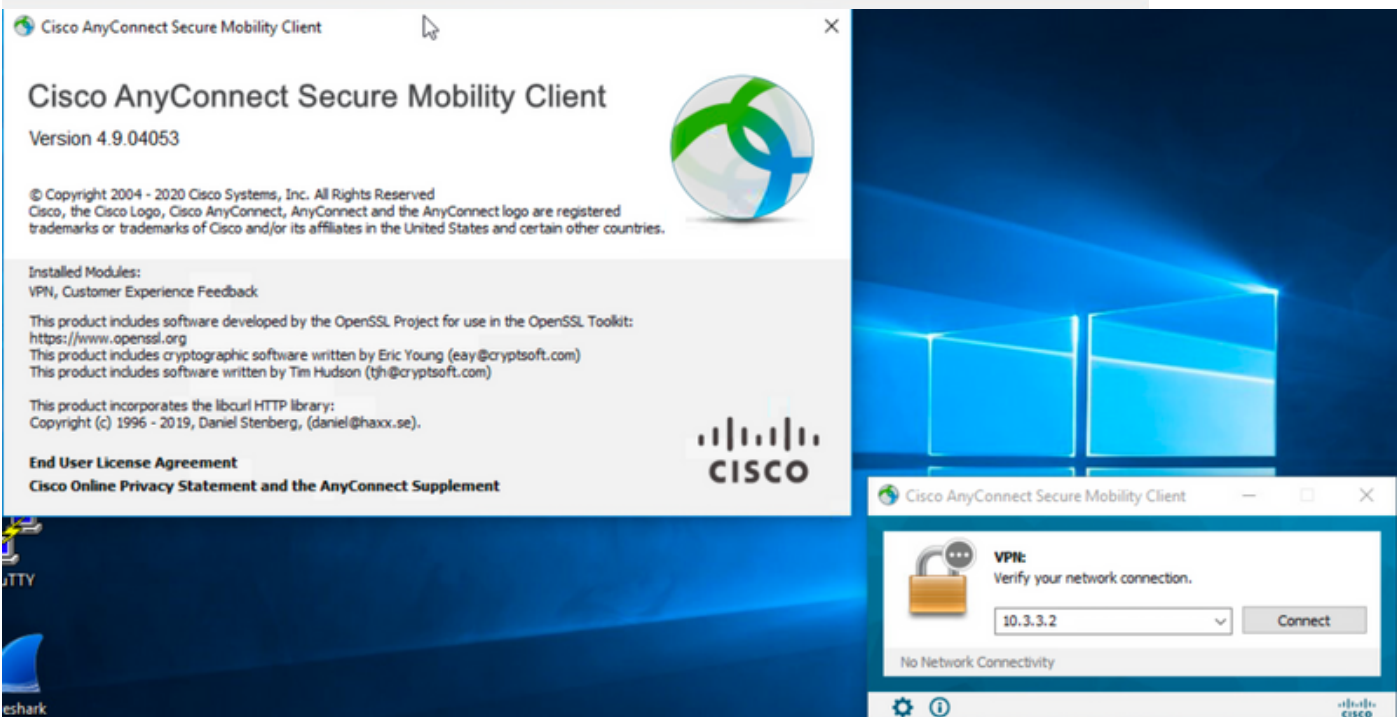 Cisco AnyConnect Secure Mobility Client
Cisco AnyConnect Secure Mobility Client
Version 4.9.04053
© Copyright 2004 - 2020 Cisco Systems, Inc. All Rights Reserved
Cisco, the Cisco Logo, Cisco AnyConnect, AnyConnect and the AnyConnect logo are registered
trademarks or trademarks of Cisco and/or its affiliates in the United States and certain other countries.
Installed Modules:
VPN, Customer Experience Feedback
This product includes software developed by the OpenSSL Project for use in the OpenSSL Toolkit:
https://www.openssl.org
This product includes cryptographic software written by Eric Young (eay@cryptsoft.com)
This product includes software written by Tim Hudson (tjh@cryptsoft.com)
This product incorporates the libcurl HTTP library:
Copyright (c) 1996 - 2019, Daniel Stenberg, (daniel@haxx.se).
End User License Agreement
Cisco Online Privacy Statement and the AnyConnect Supplement
CISCO
uTTY
eshark
Cisco AnyConnect Secure Mobility Client
VPN:
Verify your network connection.
10.3.3.2
Connect
No Network Connectivity
CISCO